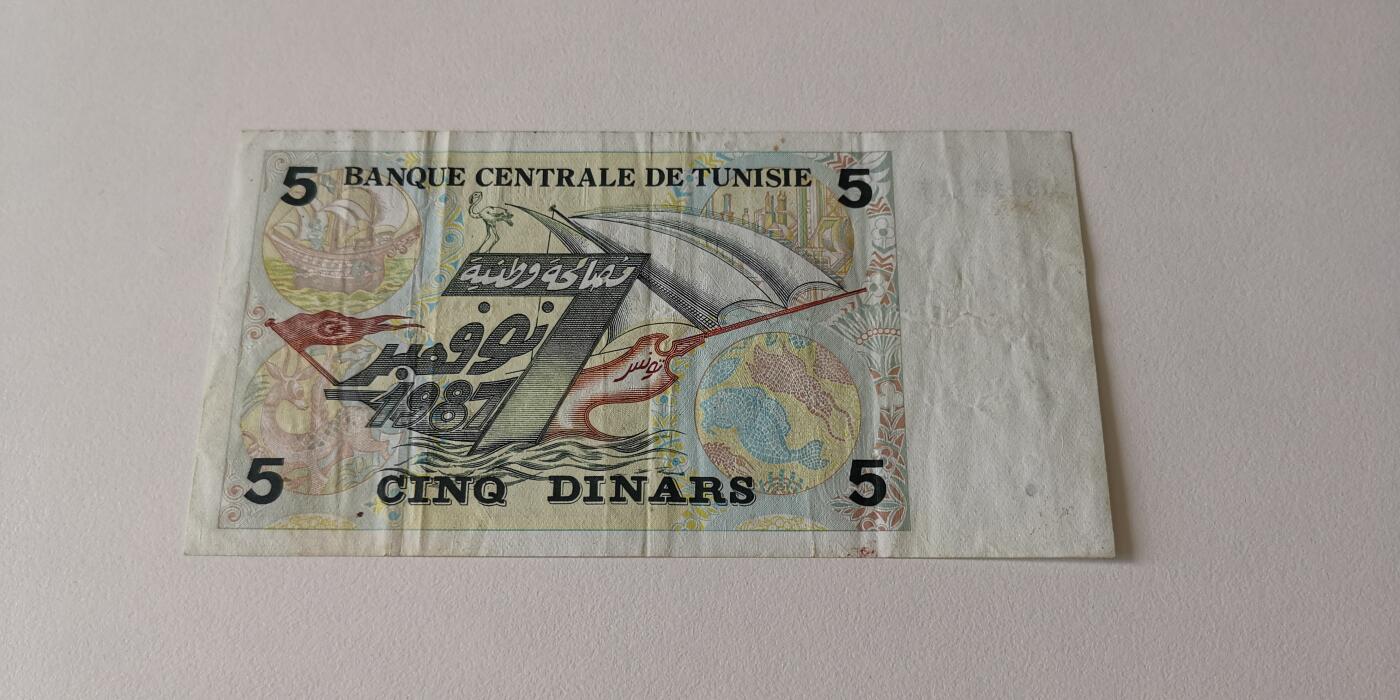 5 BANQUE CENTRALE DE TUNISIE 5
مصالحة وطنية
7 نوفمبر
1987
تونس
5 CINQ DINARS 5